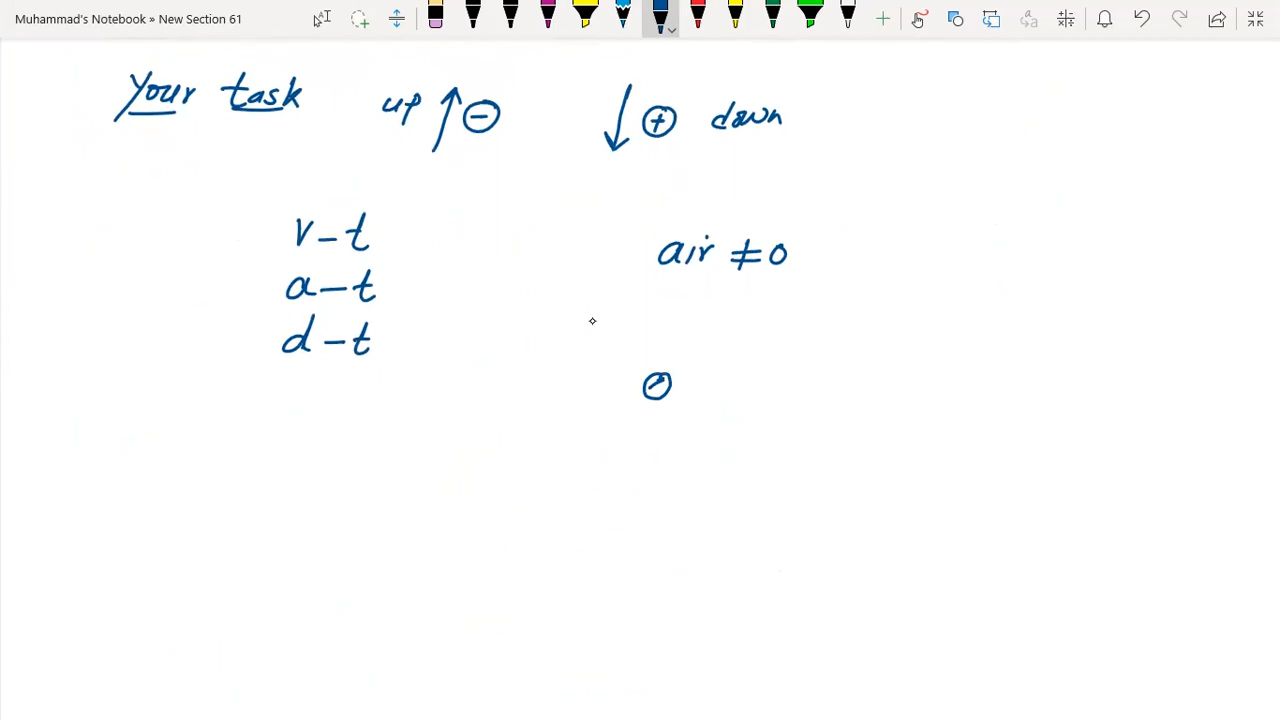 Muhammad's Notebook » New Section 61
Your task up ↑ ⊖ ↓ ⊕ down
v-t
air ≠ 0
a-t
d-t